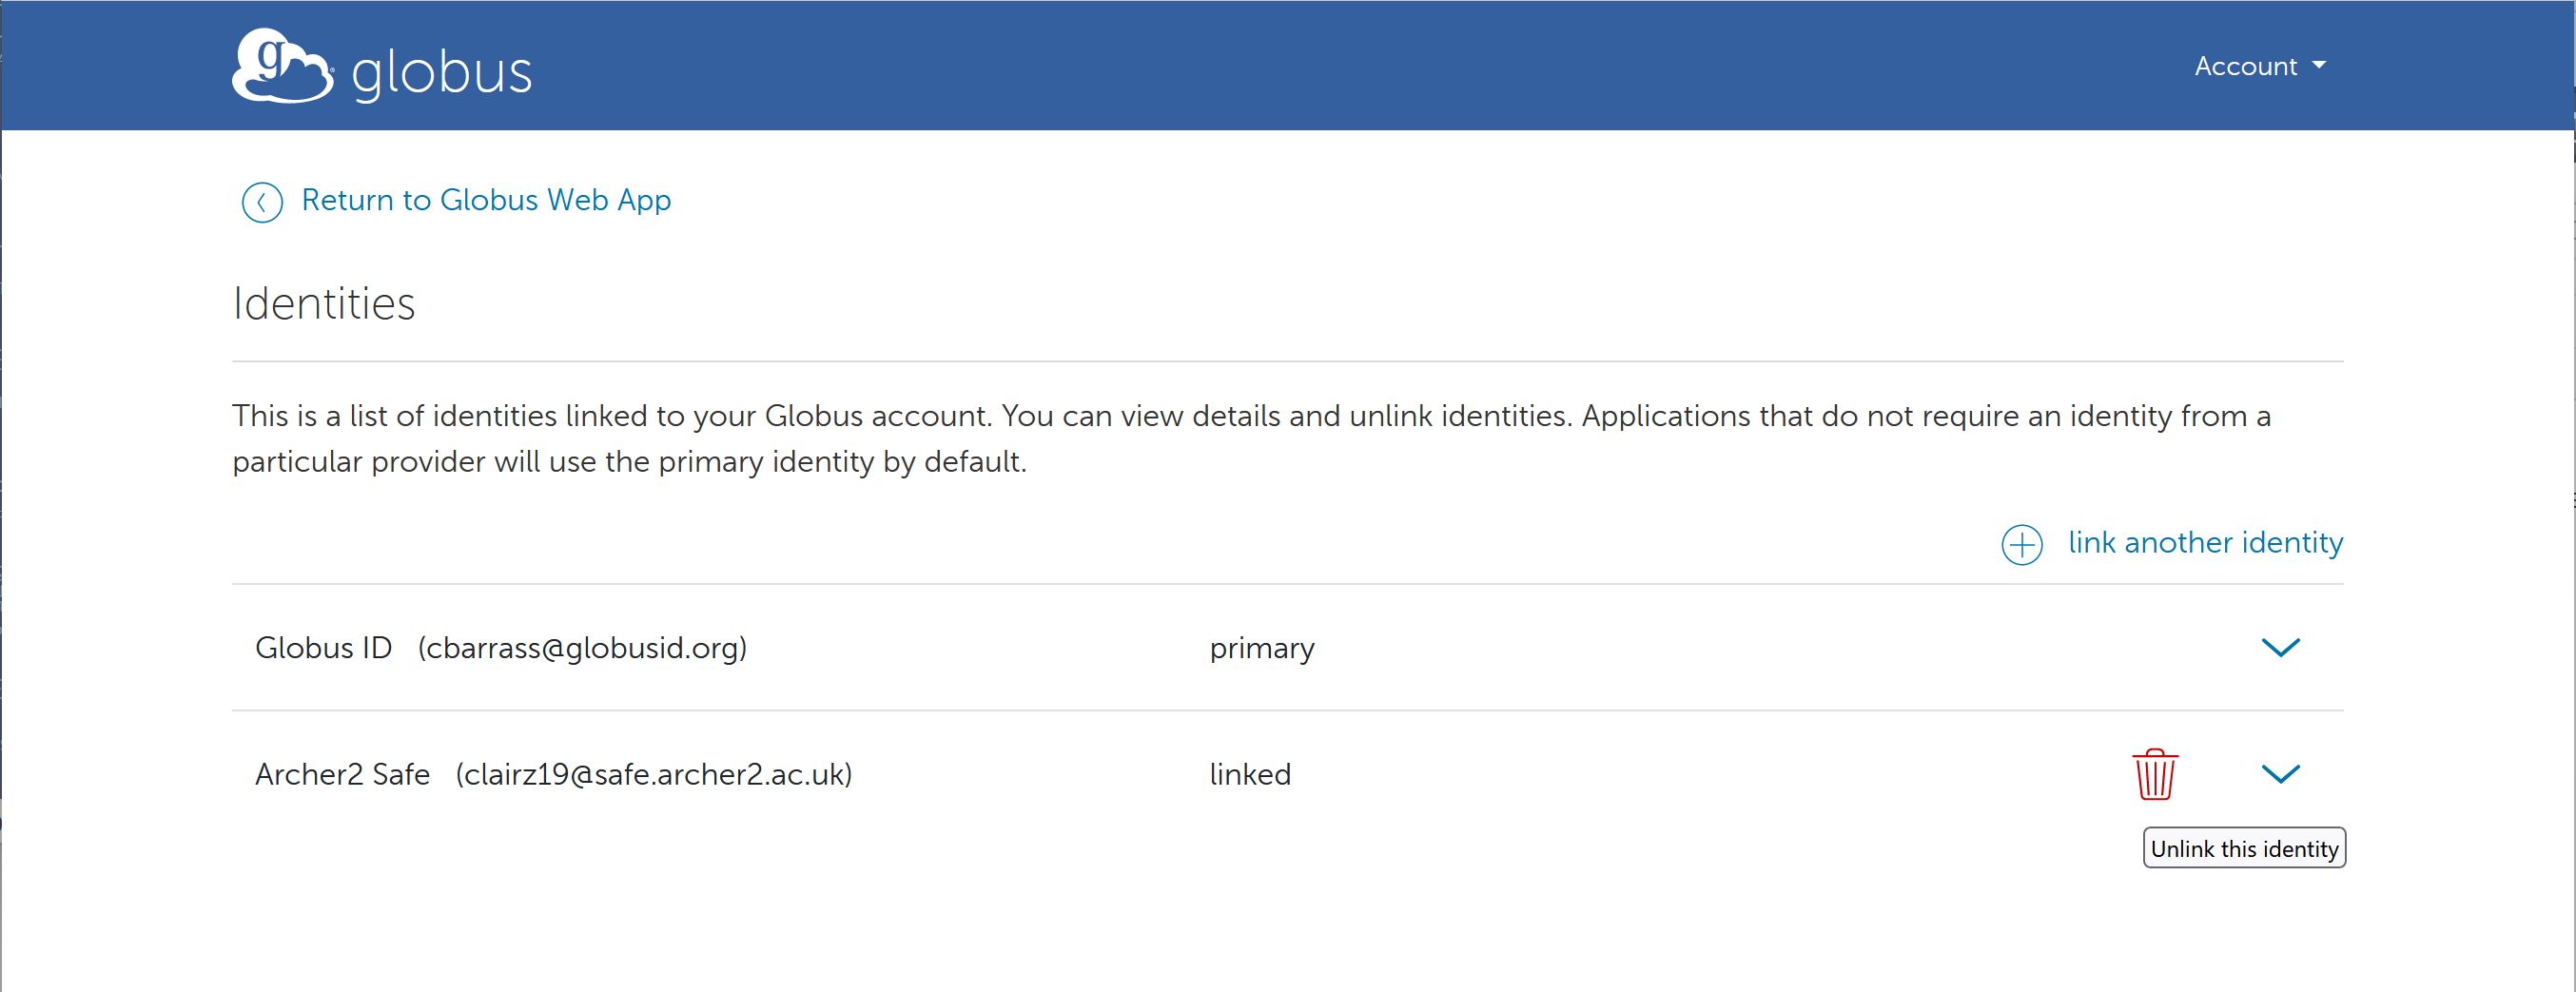 g globus
Account
Return to Globus Web App
Identities
This is a list of identities linked to your Globus account. You can view details and unlink identities. Applications that do not require an identity from a
particular provider will use the primary identity by default.
link another identity
Globus ID (cbarrass@globusid.org) primary
Archer2 Safe (clairz19@safe.archer2.ac.uk) linked
Unlink this identity